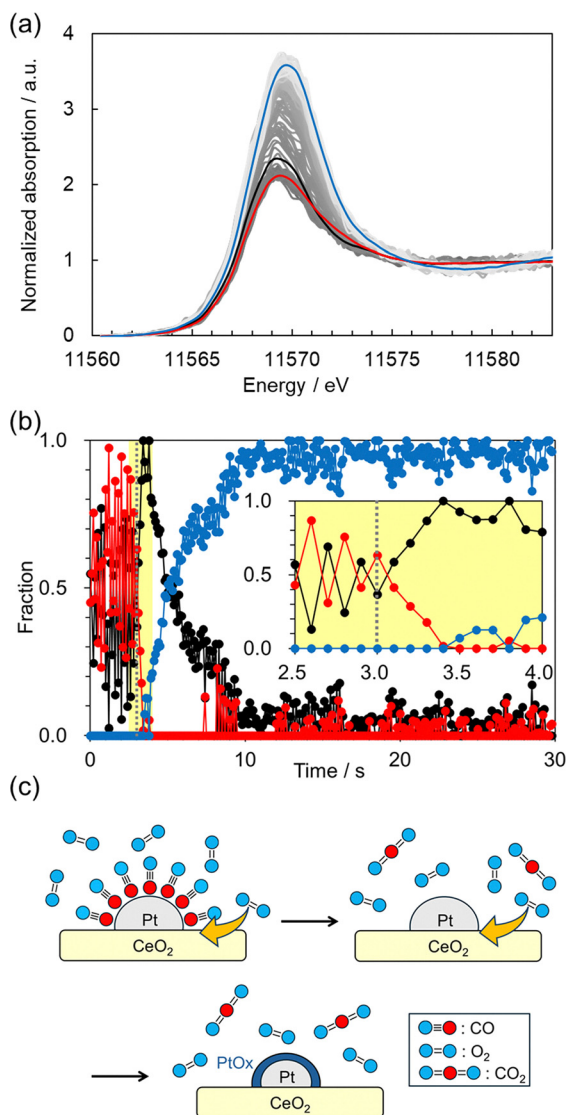 (a)
Normalized absorption / a.u.
4
3
2
1
0
11560 11565 11570 11575 11580
Energy / eV
(b)
Fraction
1.0
0.5
0.0
0 10 20 30
Time / s
1.0
0.5
0.0
2.5 3.0 3.5 4.0
(c)
Pt
CeO₂
Pt
CeO₂
PtOx
Pt
CeO₂
: CO
: O₂
: CO₂